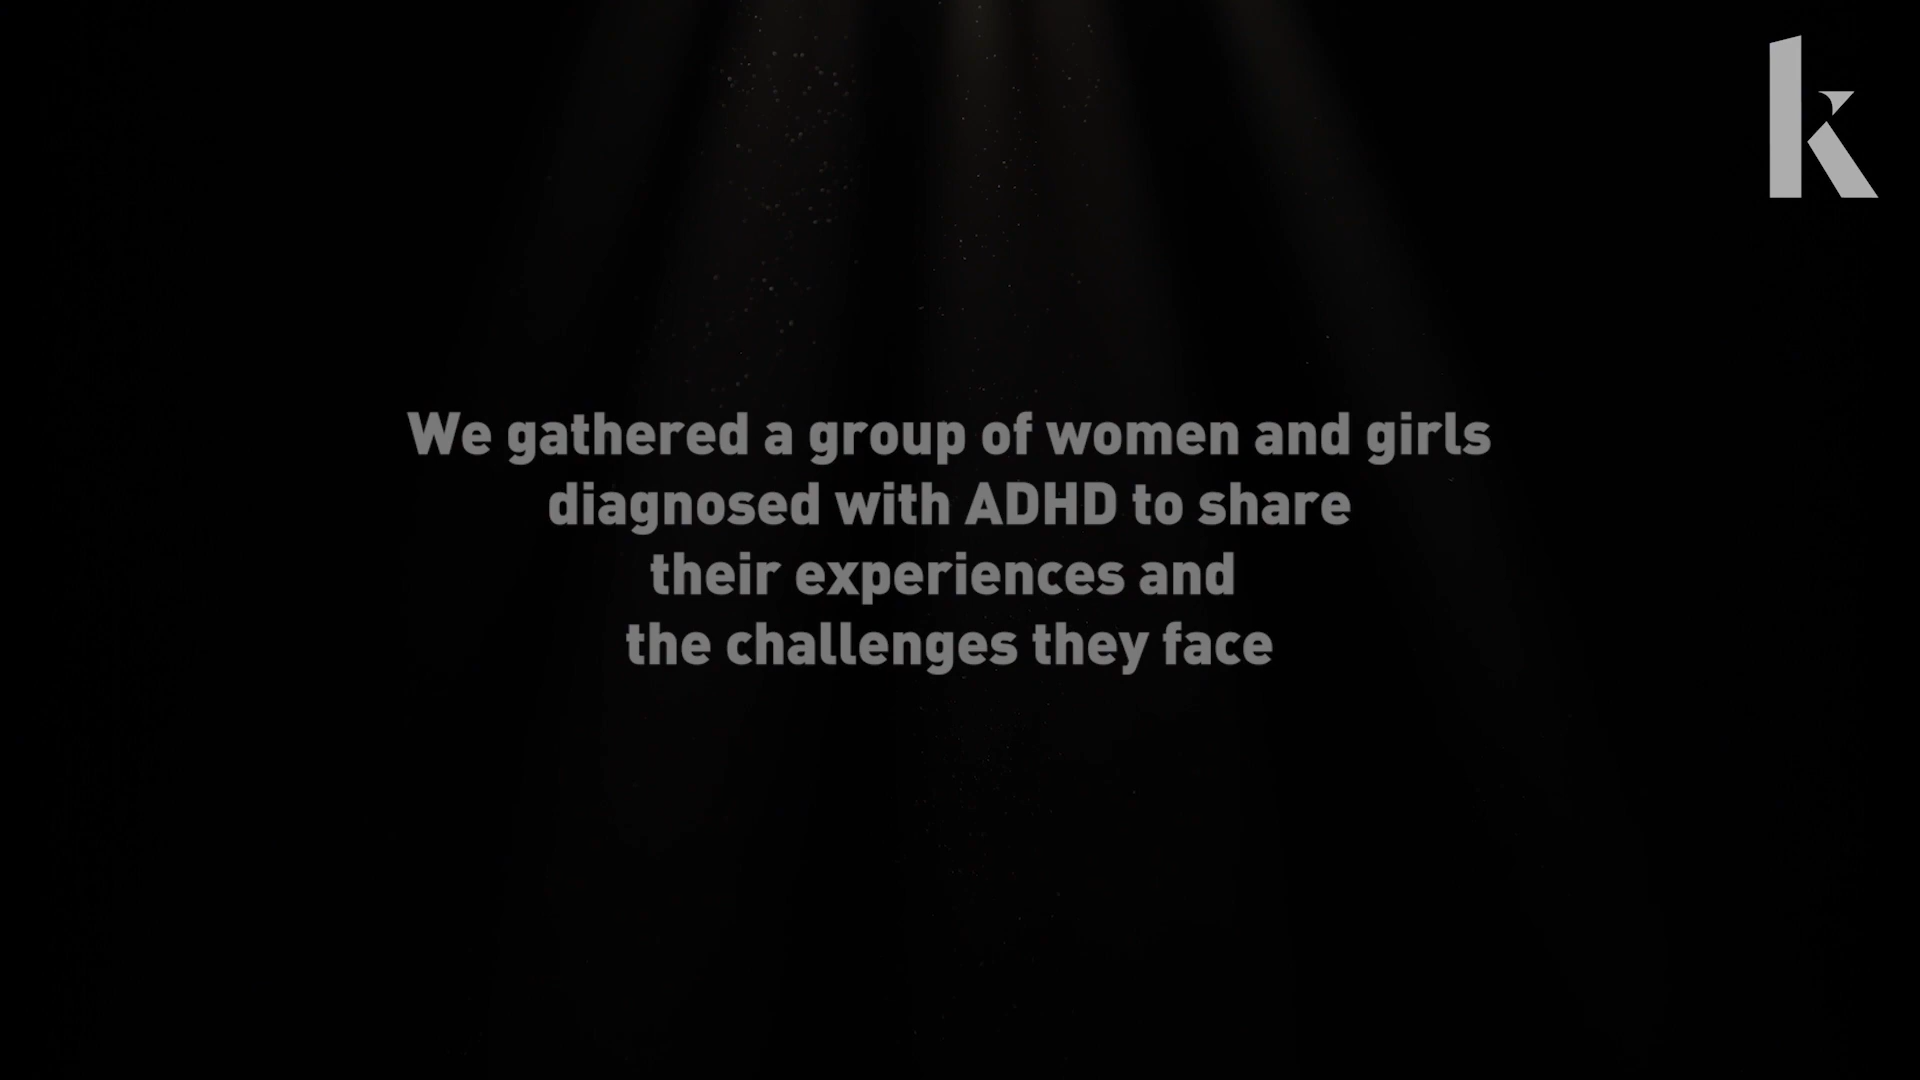 k
We gathered a group of women and girls
diagnosed with ADHD to share
their experiences and
the challenges they face